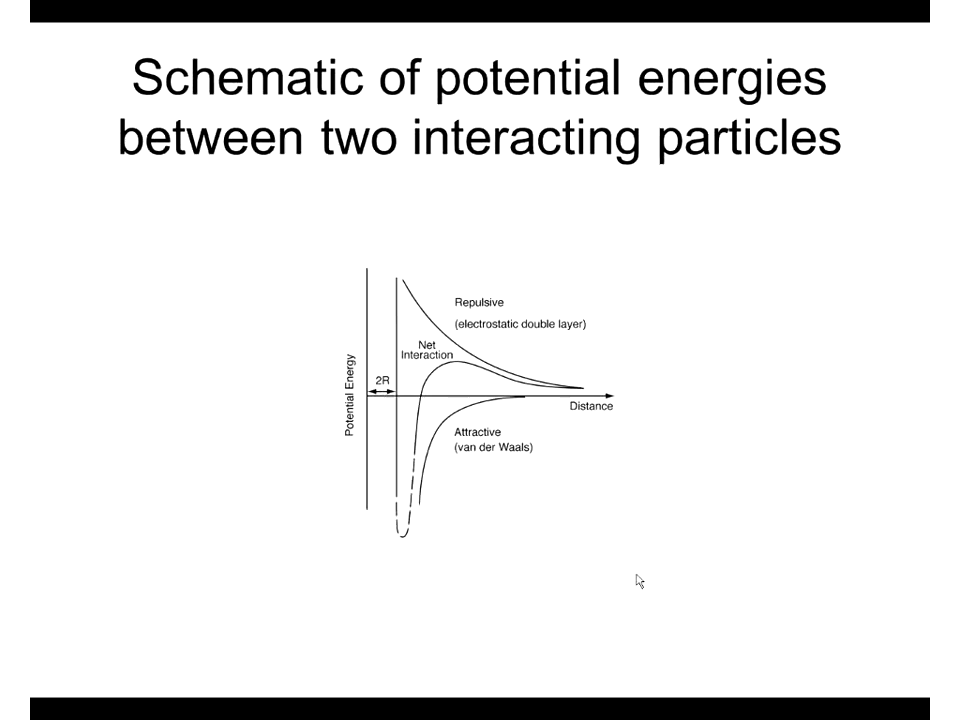 Schematic of potential energies
between two interacting particles
Repulsive
(electrostatic double layer)
Net
Interaction
2R
Potential Energy
Distance
Attractive
(van der Waals)